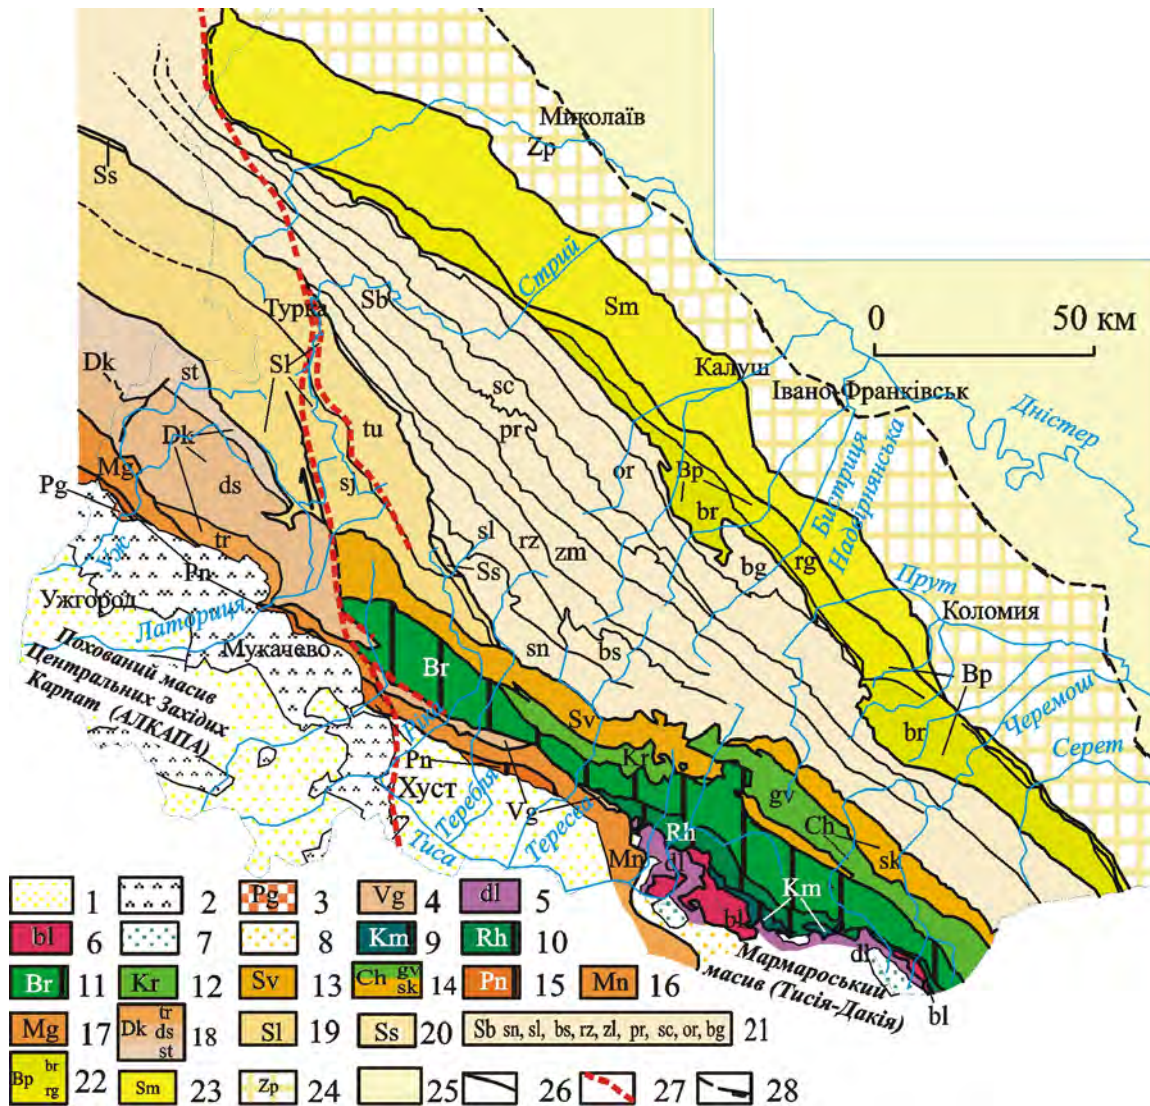 Миколаїв
Zp
Ss
Стрий
Sb
Турка
Sm
0 50 км
Dk
st
Sl
sc
Калуш
Івано-Франківськ
pr
Дністер
Dk
tu
or
Bp
Бистриця
Надвірнянська
Mg
ds
sj
br
Pg
tr
sl
rz
zm
bg
rg
Уж
Pn
Ss
Прут
Ужгород
Латориця
Коломия
Мукачево
Br
sn
bs
Bp
Похований масив
Центральних Західих
Карпат (АЛКАПА)
Ріка
Sv
br
Черемош
Серет
Pn
Kr
Хуст
gv
Vg
Теребля
Тересва
Тиса
Rh
Ch
sk
Mn
dl
Km
bl
dl
Мармароський
масив (Тисія-Дакія)
bl
1 2 Pg 3 Vg 4 dl 5
bl 6 7 8 Km 9 Rh 10
Br 11 Kr 12 Sv 13 Ch gv sk 14 Pn 15 Mn 16
Mg 17 Dk tr ds st 18 Sl 19 Ss 20 Sb sn, sl, bs, rz, zl, pr, sc, or, bg 21
Bp br rg 22 Sm 23 Zp 24 25 26 27 28